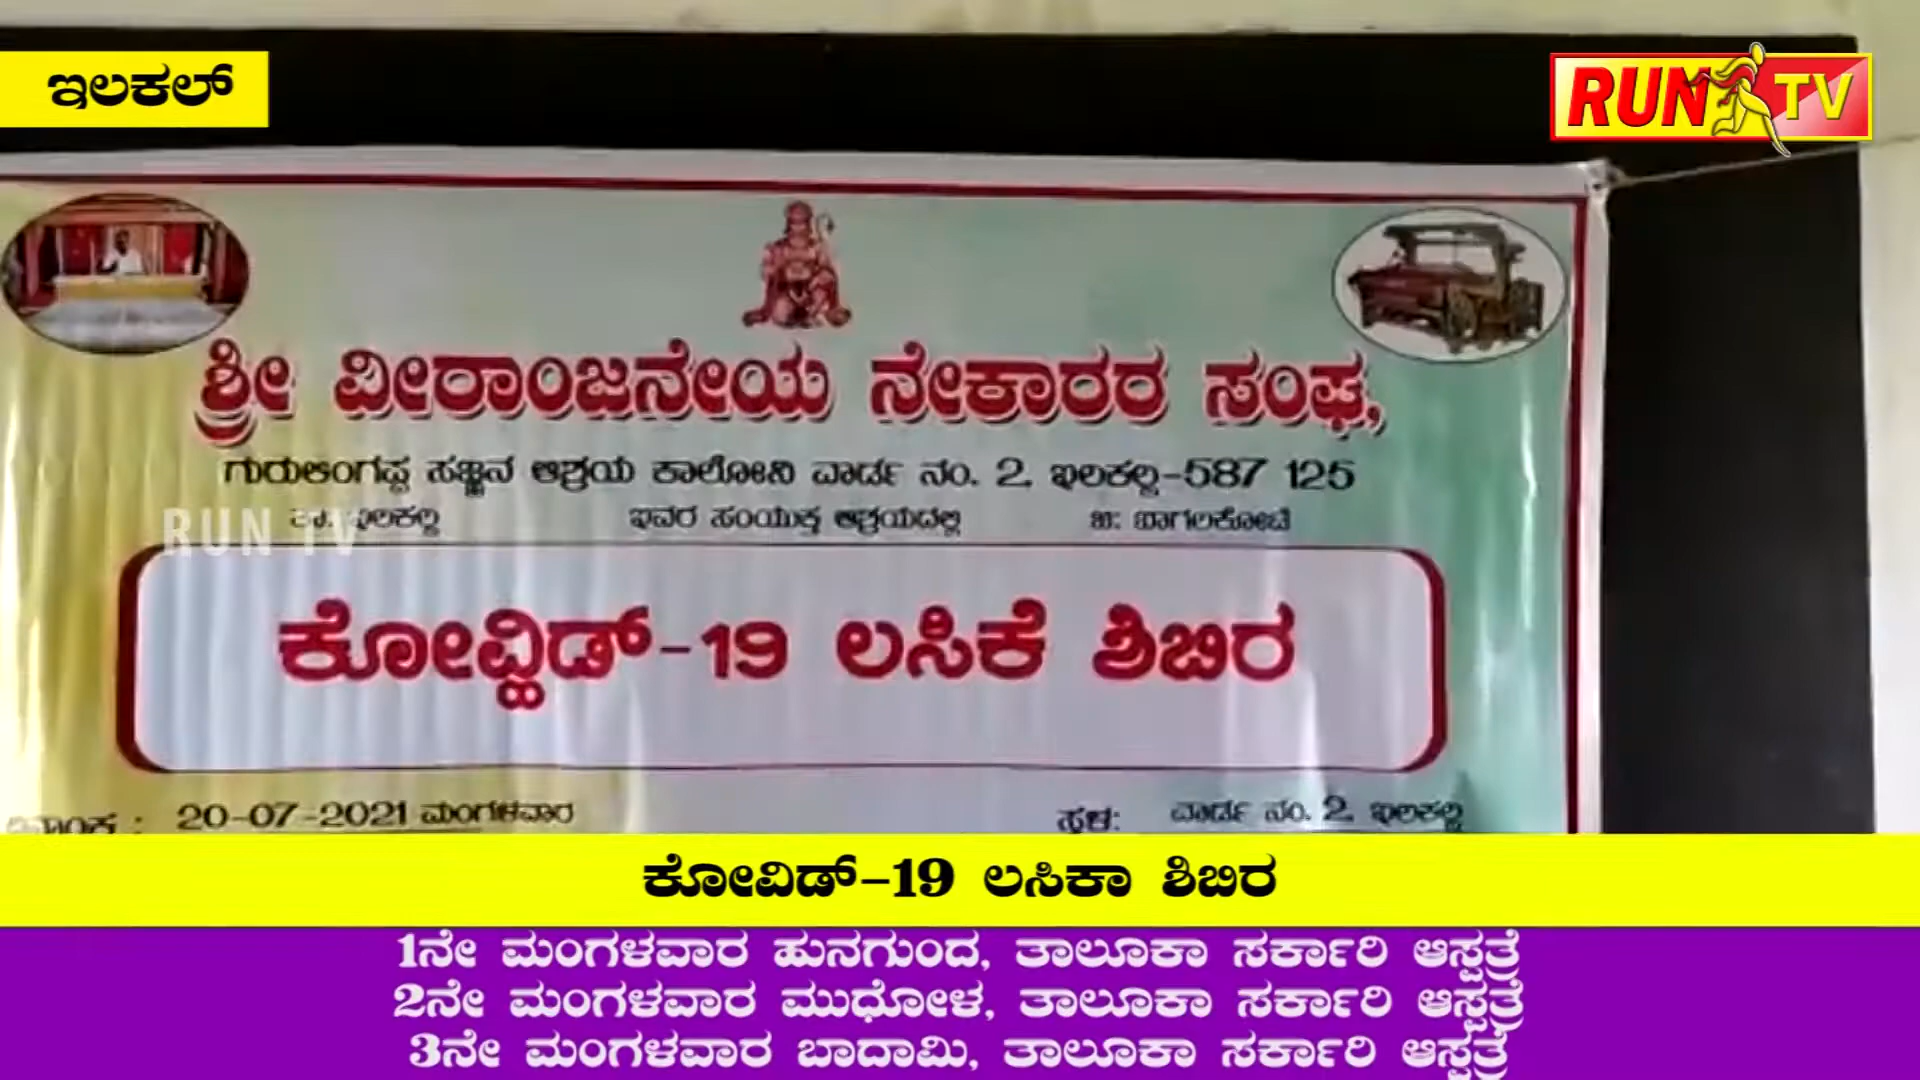 ಇಲಕಲ್
RUN TV
ಶ್ರೀ ವೀರಾಂಜನೇಯ ನೇಕಾರರ ಸಂಘ,
ಗುರುಲಿಂಗಪ್ಪ ಸಜ್ಜನ ಆಶ್ರಯ ಕಾಲೋನಿ ವಾರ್ಡ ನಂ. 2, ಇಲಕಲ್ಲ-587 125
ತಾ: ಇಲಕಲ್ಲ ಇವರ ಸಂಯುಕ್ತ ಆಶ್ರಯದಲ್ಲಿ ಜಿ: ಬಾಗಲಕೋಟೆ
RUN TV
ಕೋವ್ಹಿಡ್-19 ಲಸಿಕೆ ಶಿಬಿರ
ದಿನಾಂಕ : 20-07-2021 ಮಂಗಳವಾರ ಸ್ಥಳ: ವಾರ್ಡ ನಂ. 2, ಇಲಕಲ್ಲ
ಕೋವಿಡ್-19 ಲಸಿಕಾ ಶಿಬಿರ
1ನೇ ಮಂಗಳವಾರ ಹುನಗುಂದ, ತಾಲೂಕಾ ಸರ್ಕಾರಿ ಆಸ್ಪತ್ರೆ
2ನೇ ಮಂಗಳವಾರ ಮುಧೋಳ, ತಾಲೂಕಾ ಸರ್ಕಾರಿ ಆಸ್ಪತ್ರೆ
3ನೇ ಮಂಗಳವಾರ ಬಾದಾಮಿ, ತಾಲೂಕಾ ಸರ್ಕಾರಿ ಆಸ್ಪತ್ರೆ